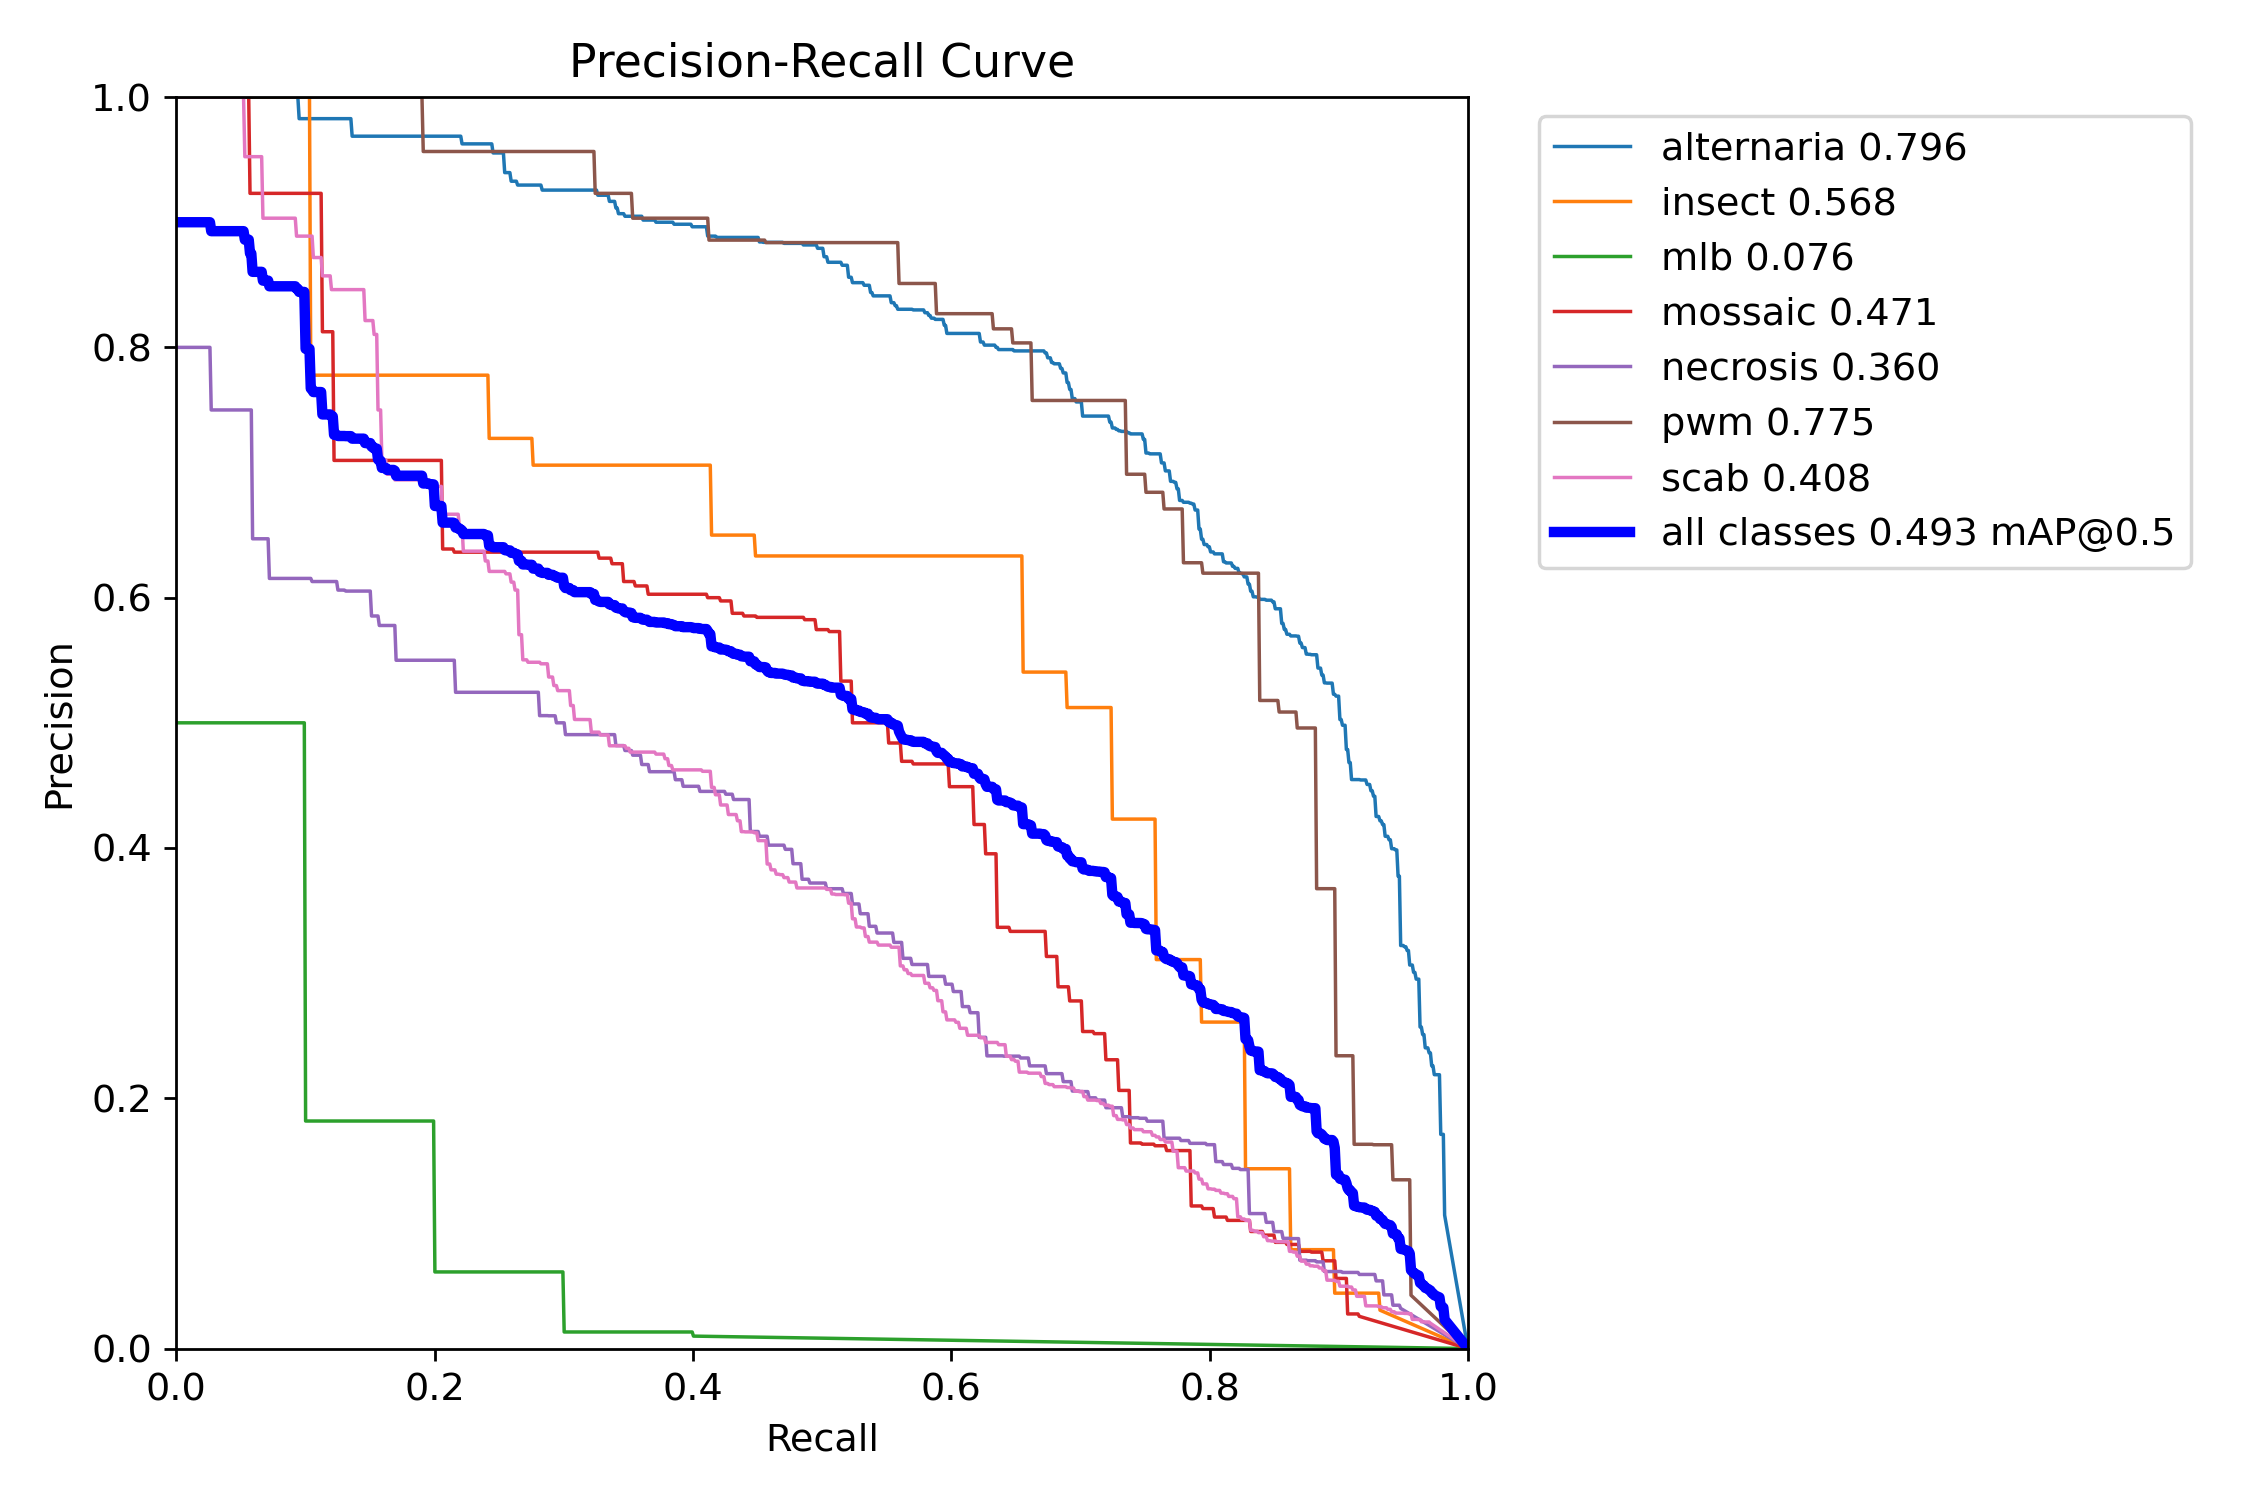 Precision-Recall Curve
1.0
0.8
0.6
0.4
0.2
0.0
Precision
0.0 0.2 0.4 0.6 0.8 1.0
Recall
alternaria 0.796
insect 0.568
mlb 0.076
mossaic 0.471
necrosis 0.360
pwm 0.775
scab 0.408
all classes 0.493 mAP@0.5